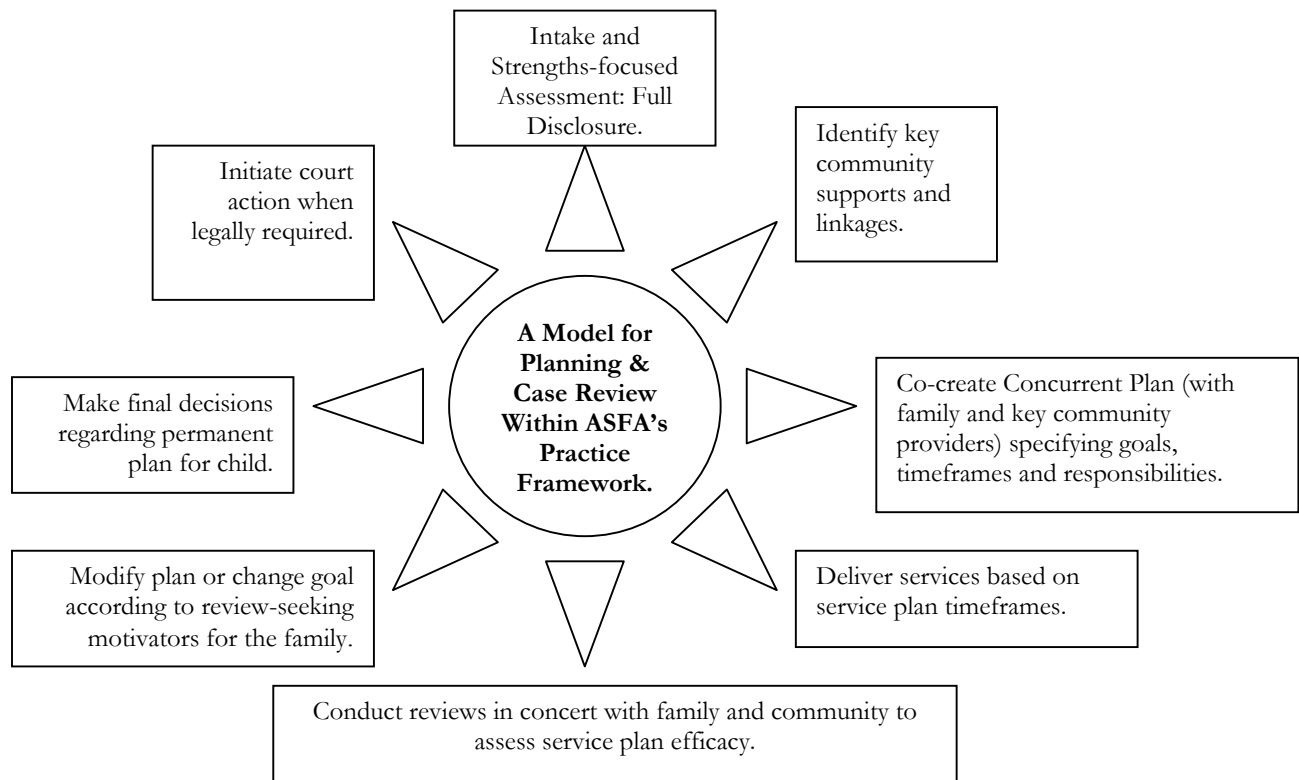 Intake and
Strengths-focused
Assessment: Full
Disclosure.
Identify key
community
supports and
linkages.
Initiate court
action when
legally required.
A Model for
Planning &
Case Review
Within ASFA’s
Practice
Framework.
Co-create Concurrent Plan (with
family and key community
providers) specifying goals,
timeframes and responsibilities.
Make final decisions
regarding permanent
plan for child.
Deliver services based on
service plan timeframes.
Modify plan or change goal
according to review-seeking
motivators for the family.
Conduct reviews in concert with family and community to
assess service plan efficacy.